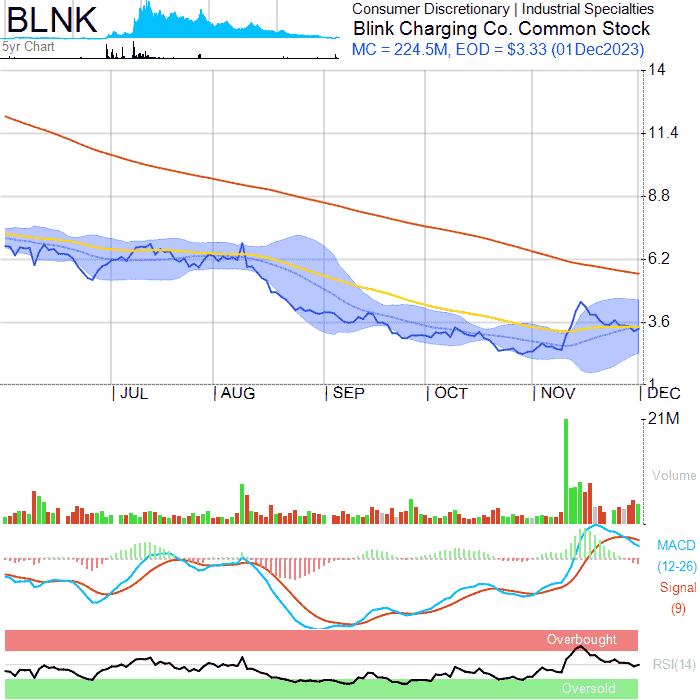 BLNK
Consumer Discretionary | Industrial Specialties
Blink Charging Co. Common Stock
MC = 224.5M, EOD = $3.33 (01Dec2023)
5yr Chart
14
11.4
8.8
6.2
3.6
1
JUL AUG SEP OCT NOV DEC
21M
Volume
MACD
(12-26)
Signal
(9)
Overbought
RSI(14)
Oversold